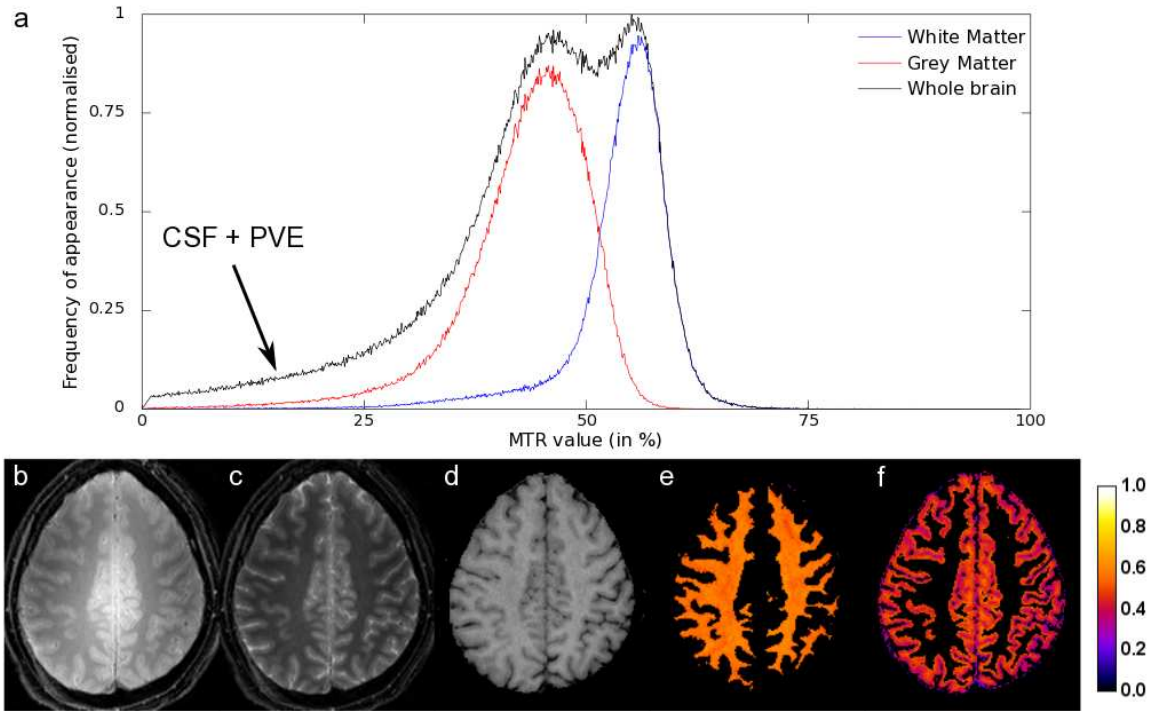 a
1
0.75
0.5
0.25
0
Frequency of appearance (normalised)
White Matter
Grey Matter
Whole brain
CSF + PVE
0 25 50 75 100
MTR value (in %)
b c d e f
1.0
0.8
0.6
0.4
0.2
0.0